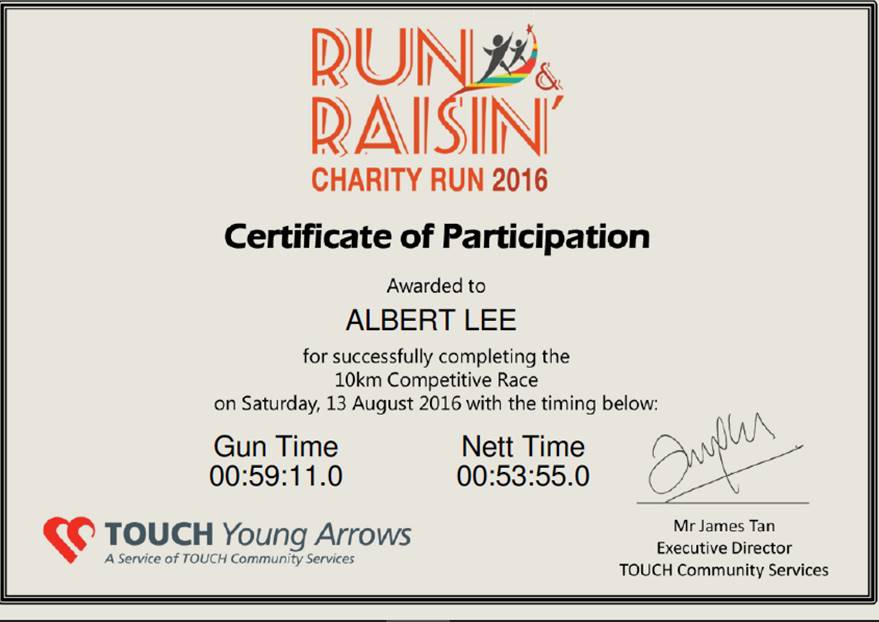 RUN &
RAISIN'
CHARITY RUN 2016
Certificate of Participation
Awarded to
ALBERT LEE
for successfully completing the
10km Competitive Race
on Saturday, 13 August 2016 with the timing below:
Gun Time
00:59:11.0
Nett Time
00:53:55.0
TOUCH Young Arrows
A Service of TOUCH Community Services
Mr James Tan
Executive Director
TOUCH Community Services